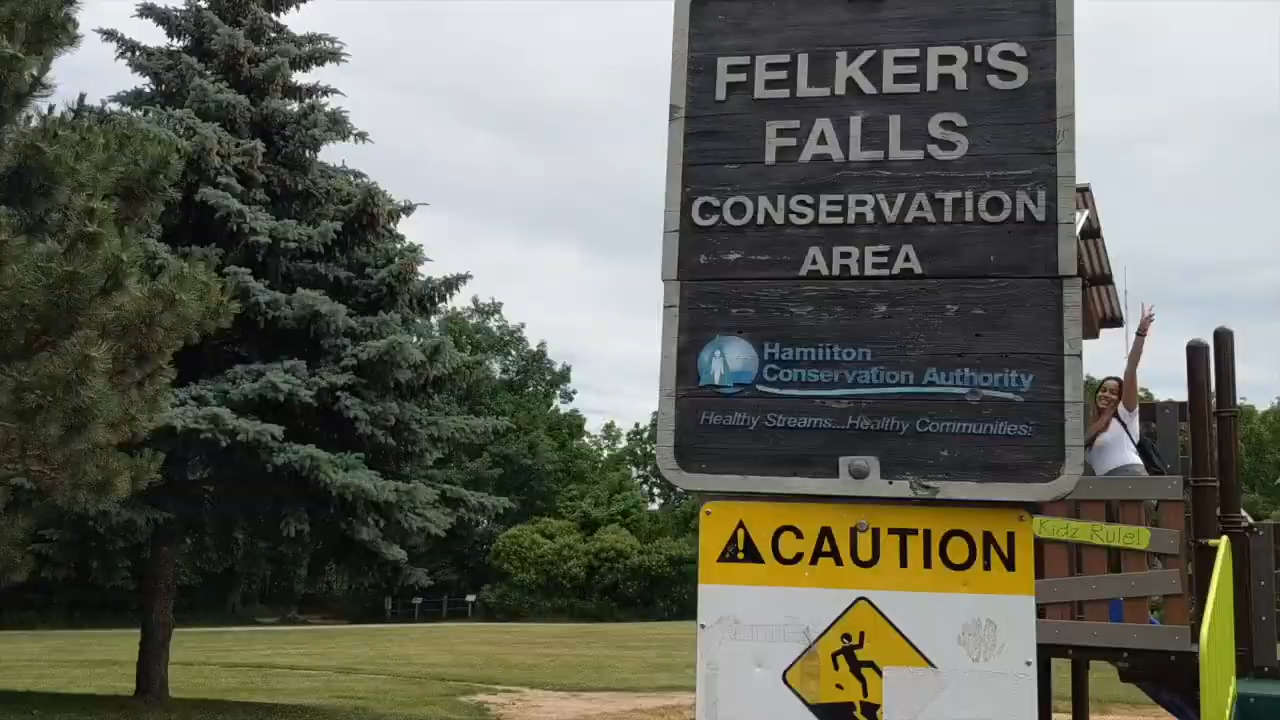 FELKER'S
FALLS
CONSERVATION
AREA
Hamilton
Conservation Authority
Healthy Streams...Healthy Communities!
CAUTION
Kidz Rule!